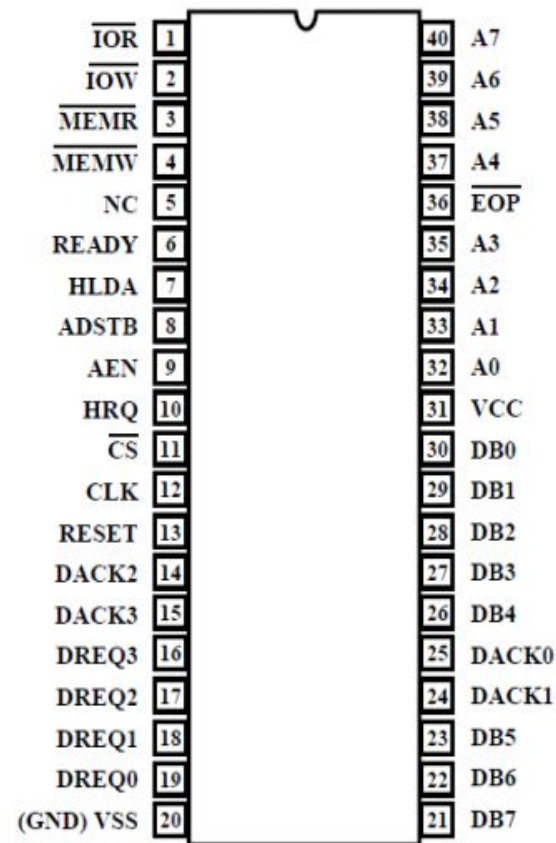 IOR 1 40 A7
IOW 2 39 A6
MEMR 3 38 A5
MEMW 4 37 A4
NC 5 36 EOP
READY 6 35 A3
HLDA 7 34 A2
ADSTB 8 33 A1
AEN 9 32 A0
HRQ 10 31 VCC
CS 11 30 DB0
CLK 12 29 DB1
RESET 13 28 DB2
DACK2 14 27 DB3
DACK3 15 26 DB4
DREQ3 16 25 DACK0
DREQ2 17 24 DACK1
DREQ1 18 23 DB5
DREQ0 19 22 DB6
(GND) VSS 20 21 DB7